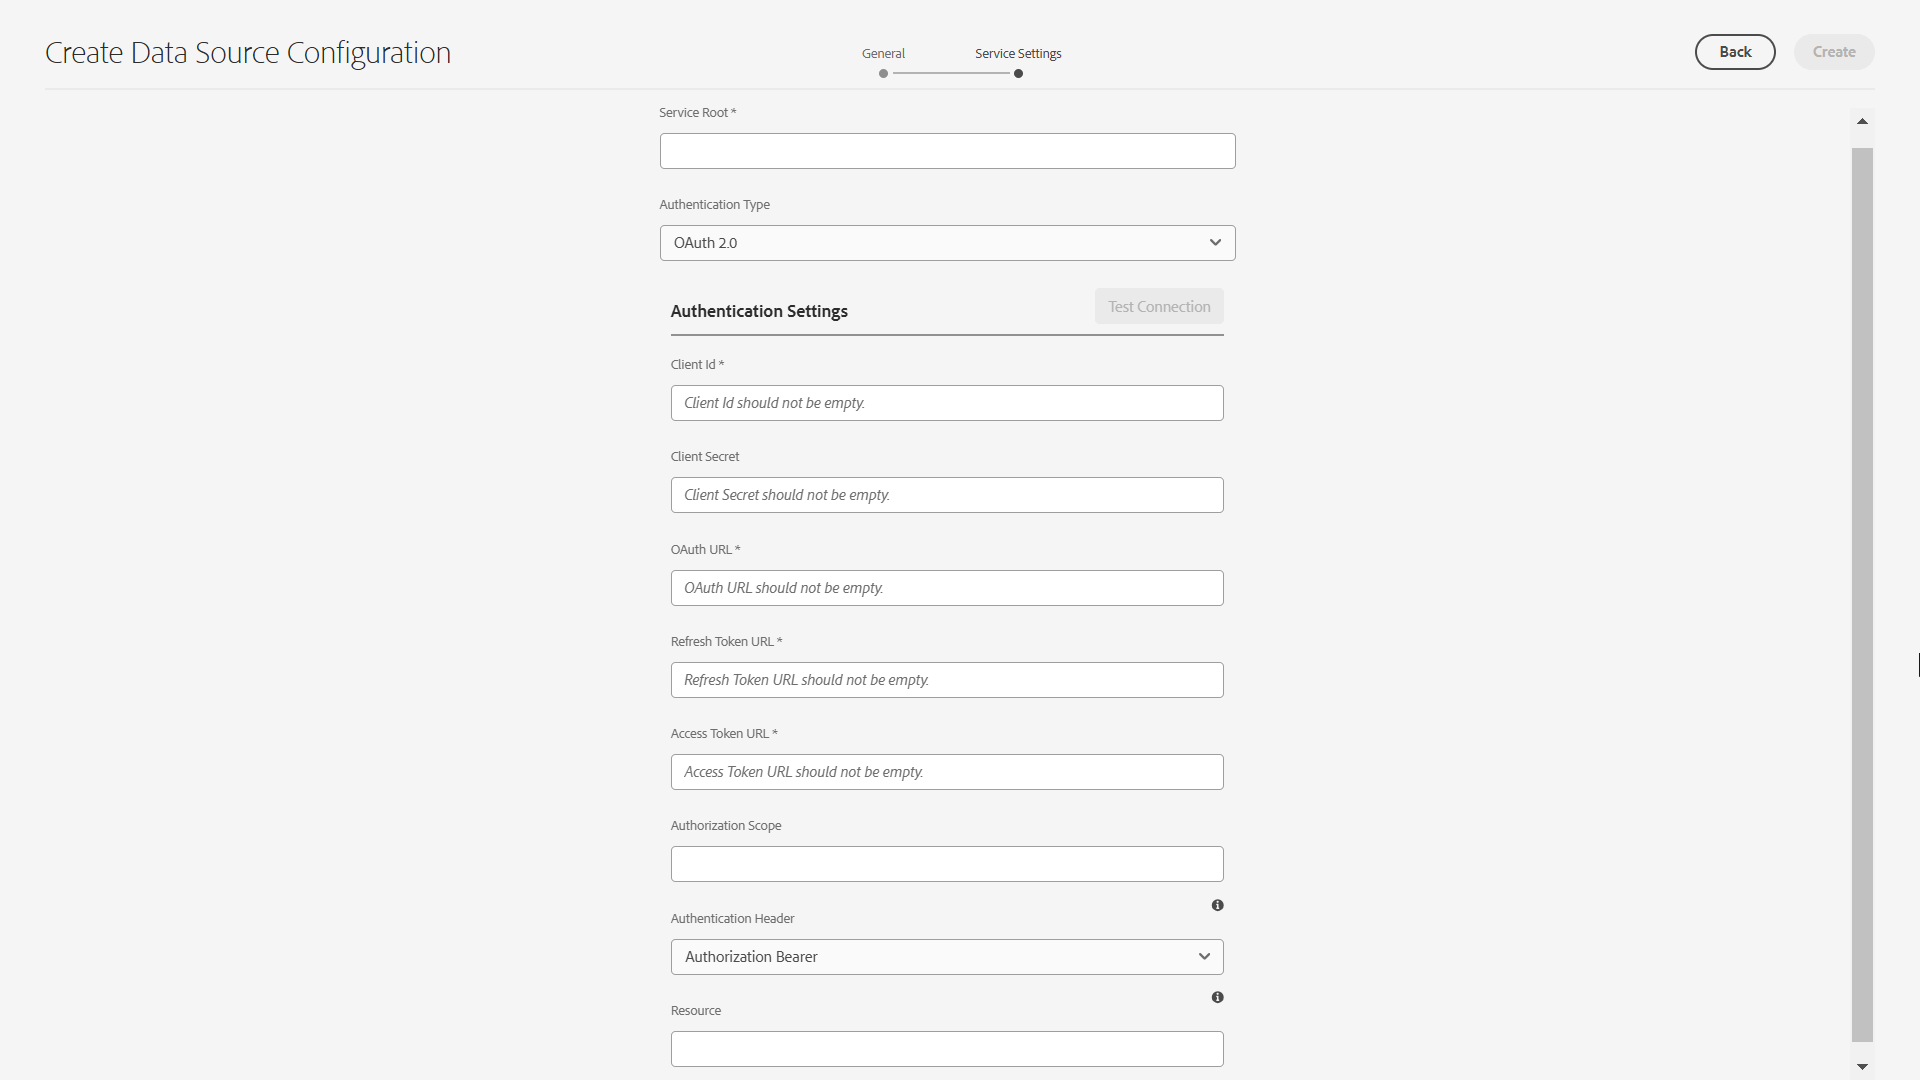 Create Data Source Configuration
General
Service Settings
Back
Create
Service Root *
Authentication Type
OAuth 2.0
Authentication Settings
Test Connection
Client Id *
Client Id should not be empty.
Client Secret
Client Secret should not be empty.
OAuth URL *
OAuth URL should not be empty.
Refresh Token URL *
Refresh Token URL should not be empty.
Access Token URL *
Access Token URL should not be empty.
Authorization Scope
Authentication Header
Authorization Bearer
Resource